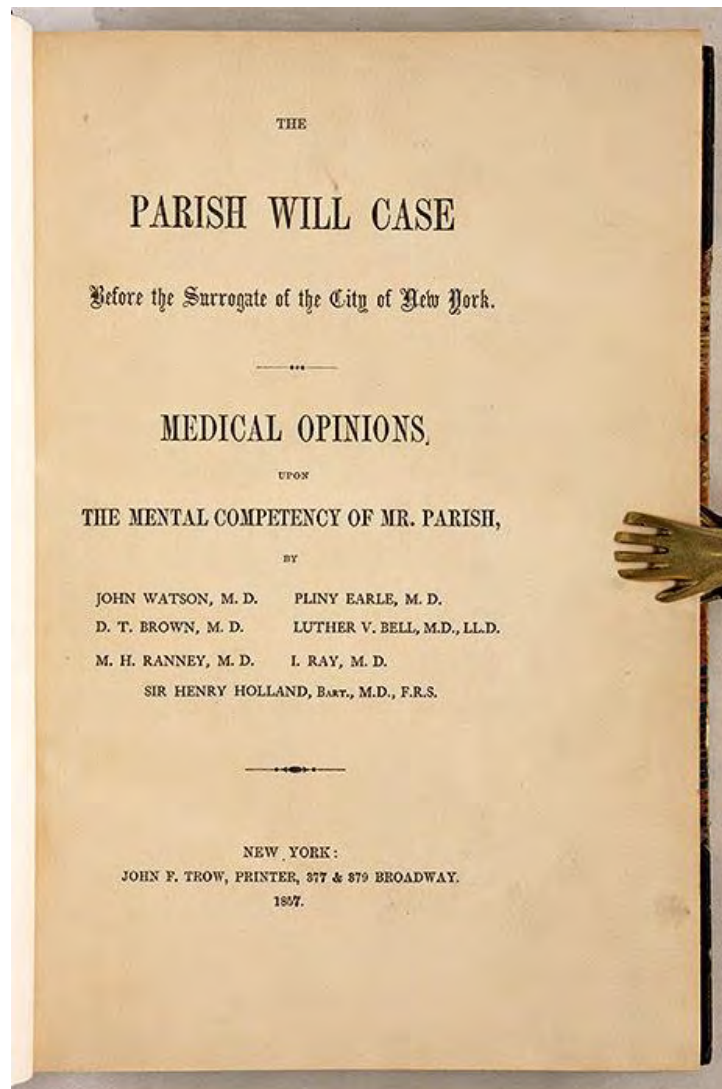 THE
PARISH WILL CASE
Before the Surrogate of the City of New York.
MEDICAL OPINIONS,
UPON
THE MENTAL COMPETENCY OF MR. PARISH,
BY
JOHN WATSON, M. D. PLINY EARLE, M. D.
D. T. BROWN, M. D. LUTHER V. BELL, M.D., LL.D.
M. H. RANNEY, M. D. I. RAY, M. D.
SIR HENRY HOLLAND, BART., M.D., F.R.S.
NEW YORK:
JOHN F. TROW, PRINTER, 377 & 379 BROADWAY.
1857.